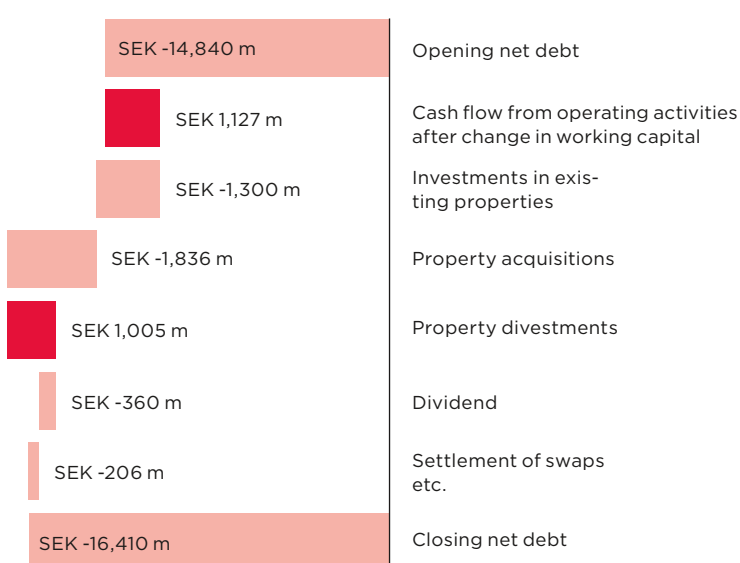 SEK -14,840 m
Opening net debt
SEK 1,127 m
Cash flow from operating activities
after change in working capital
SEK -1,300 m
Investments in exis-
ting properties
SEK -1,836 m
Property acquisitions
SEK 1,005 m
Property divestments
SEK -360 m
Dividend
SEK -206 m
Settlement of swaps
etc.
SEK -16,410 m
Closing net debt